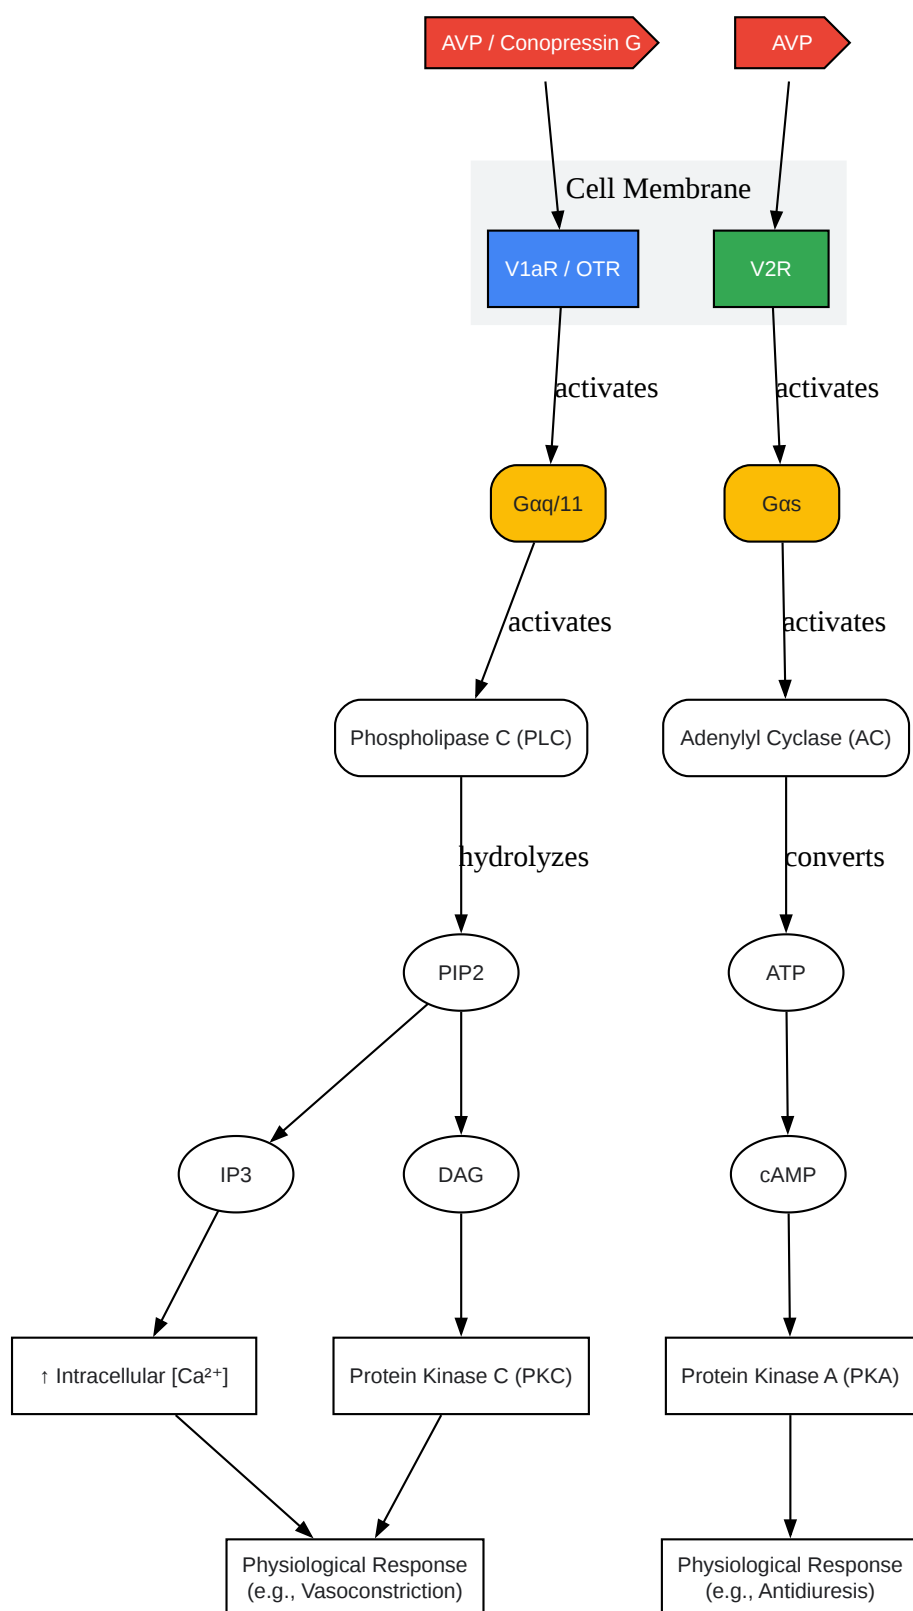 AVP / Conopressin G
AVP
Cell Membrane
V1aR / OTR
V2R
activates
activates
Gαq/11
Gαs
activates
activates
Phospholipase C (PLC)
Adenylyl Cyclase (AC)
hydrolyzes
converts
PIP2
ATP
IP3
DAG
cAMP
↑ Intracellular [Ca²⁺]
Protein Kinase C (PKC)
Protein Kinase A (PKA)
Physiological Response
(e.g., Vasoconstriction)
Physiological Response
(e.g., Antidiuresis)